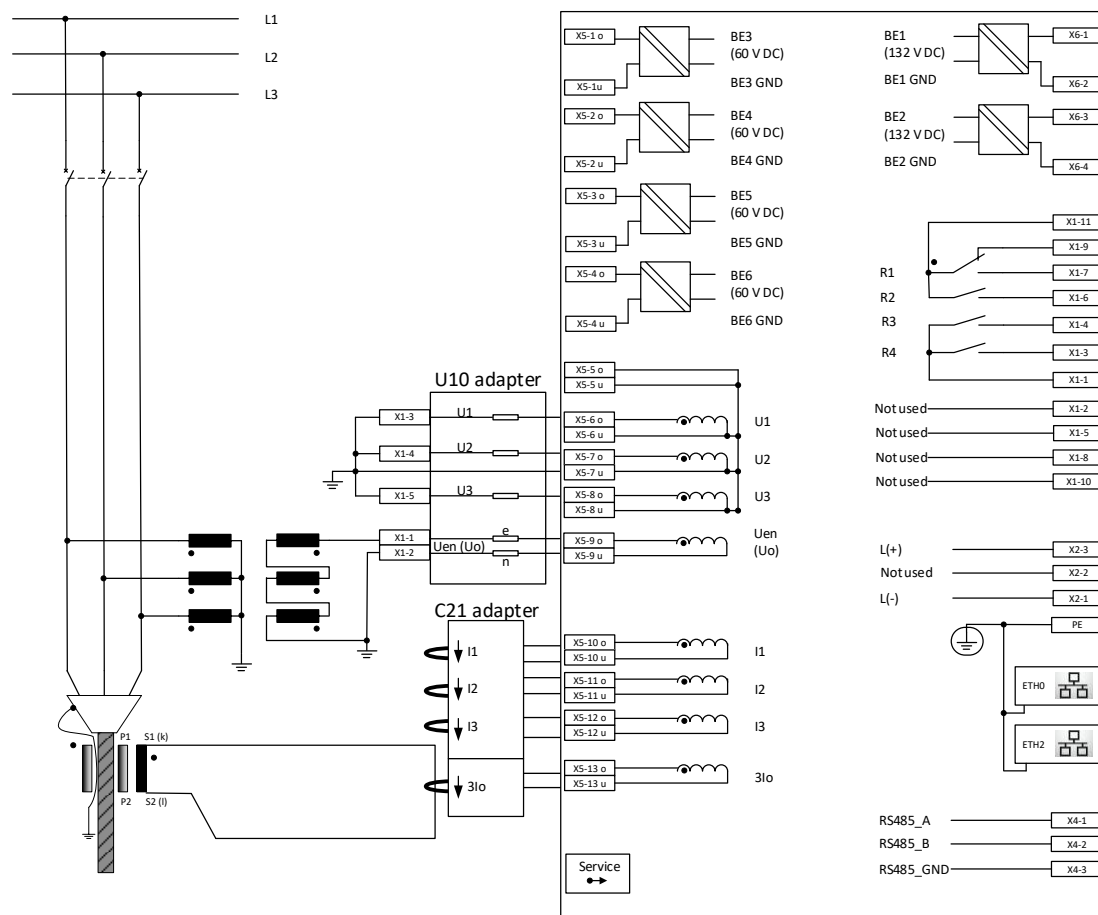 L1
L2
L3
X5-1 o
BE3
(60 V DC)
X5-1u
BE3 GND
X5-2 o
BE4
(60 V DC)
X5-2 u
BE4 GND
X5-3 o
BE5
(60 V DC)
X5-3 u
BE5 GND
X5-4 o
BE6
(60 V DC)
X5-4 u
BE6 GND
BE1
(132 V DC)
X6-1
BE1 GND
X6-2
BE2
(132 V DC)
X6-3
BE2 GND
X6-4
X1-11
X1-9
R1
X1-7
R2
X1-6
R3
X1-4
R4
X1-3
X1-1
Not used
X1-2
Not used
X1-5
Not used
X1-8
Not used
X1-10
L(+)
X2-3
Not used
X2-2
L(-)
X2-1
PE
ETH0
ETH2
RS485_A
X4-1
RS485_B
X4-2
RS485_GND
X4-3
U10 adapter
X1-3
U1
X1-4
U2
X1-5
U3
X1-1
e
X1-2
Uen (Uo)
n
X5-5 o
X5-5 u
X5-6 o
X5-6 u
U1
X5-7 o
X5-7 u
U2
X5-8 o
X5-8 u
U3
X5-9 o
X5-9 u
Uen
(Uo)
C21 adapter
I1
I2
I3
3Io
X5-10 o
X5-10 u
I1
X5-11 o
X5-11 u
I2
X5-12 o
X5-12 u
I3
X5-13 o
X5-13 u
3Io
P1
S1 (k)
P2
S2 (l)
Service